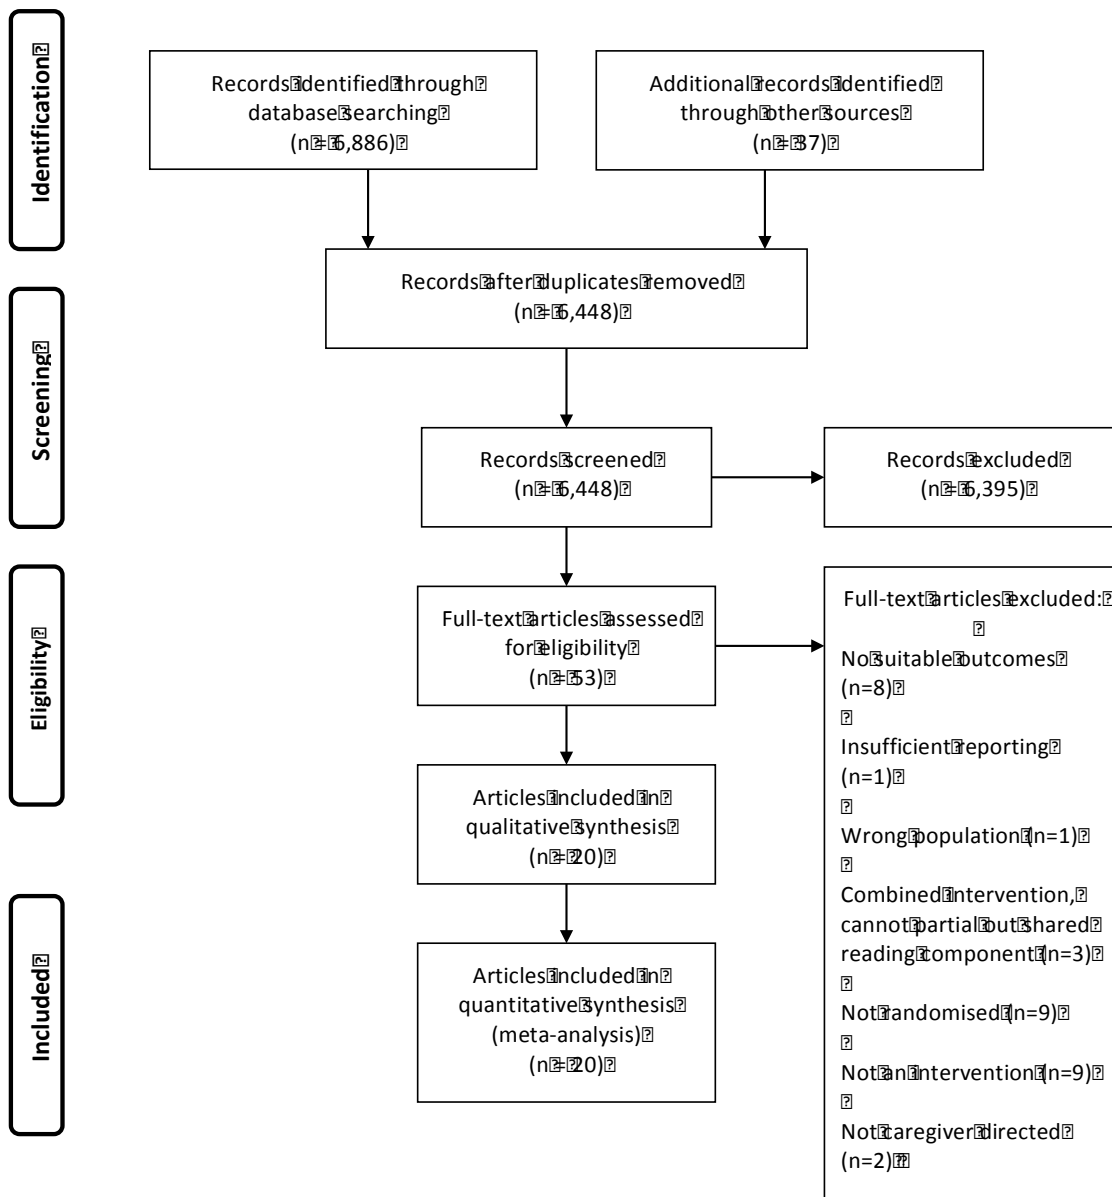 Identification
Records identified through
database searching
(n = 6,886)
Additional records identified
through other sources
(n = 37)
Records after duplicates removed
(n = 6,448)
Screening
Records screened
(n = 6,448)
Records excluded
(n = 6,395)
Eligibility
Full-text articles assessed
for eligibility
(n = 53)
Full-text articles excluded:
No suitable outcomes
(n=8)
Insufficient reporting
(n=1)
Wrong population (n=1)
Combined intervention,
cannot partial out shared
reading component (n=3)
Not randomised (n=9)
Not an intervention (n=9)
Not caregiver directed
(n=2)
Articles included in
qualitative synthesis
(n = 20)
Included
Articles included in
quantitative synthesis
(meta-analysis)
(n = 20)